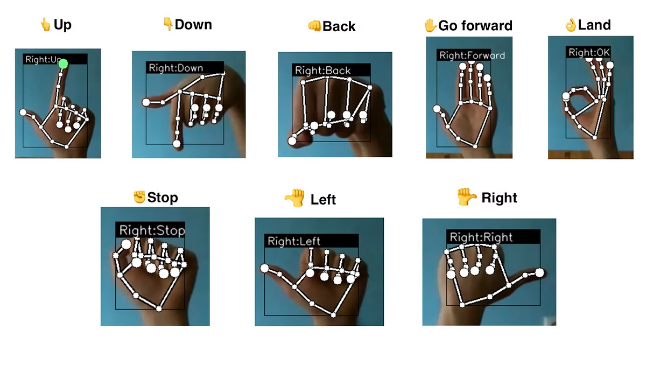 Up
Down
Back
Go forward
Land
Right:Up
Right:Down
Right:Back
Right:Forward
Right:OK
Stop
Left
Right
Right:Stop
Right:Left
Right:Right